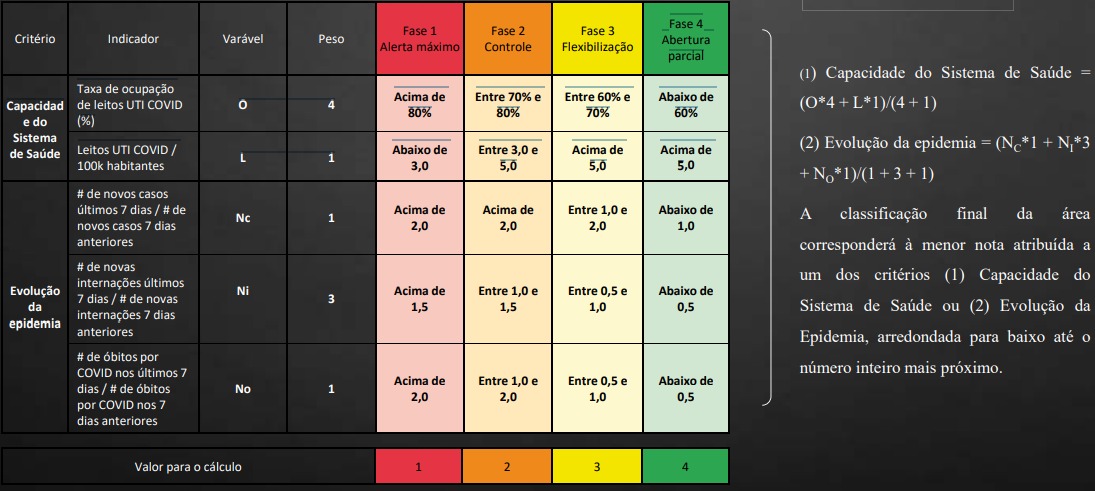 Critério Indicador Varável Peso Fase 1 Alerta máximo Fase 2 Controle Fase 3 Flexibilização Fase 4 Abertura parcial
Capacidad
e do
Sistema
de Saúde
Taxa de ocupação
de leitos UTI COVID
(%)
O 4
Acima de
80%
Entre 70% e
80%
Entre 60% e
70%
Abaixo de
60%
Leitos UTI COVID /
100k habitantes
L 1
Abaixo de
3,0
Entre 3,0 e
5,0
Acima de
5,0
Acima de
5,0
Evolução
da
epidemia
# de novos casos
últimos 7 dias / # de
novos casos 7 dias
anteriores
Nc 1
Acima de
2,0
Acima de
2,0
Entre 1,0 e
2,0
Abaixo de
1,0
# de novas
internações últimos
7 dias / # de novas
internações 7 dias
anteriores
Ni 3
Acima de
1,5
Entre 1,0 e
1,5
Entre 0,5 e
1,0
Abaixo de
0,5
# de óbitos por
COVID nos últimos 7
dias / # de óbitos
por COVID nos 7
dias anteriores
No 1
Acima de
2,0
Entre 1,0 e
2,0
Entre 0,5 e
1,0
Abaixo de
0,5
Valor para o cálculo 1 2 3 4
(1) Capacidade do Sistema de Saúde =
(O*4 + L*1)/(4 + 1)
(2) Evolução da epidemia = (NC*1 + NI*3
+ NO*1)/(1 + 3 + 1)
A classificação final da área
corresponderá à menor nota atribuída a
um dos critérios (1) Capacidade do
Sistema de Saúde ou (2) Evolução da
Epidemia, arredondada para baixo até o
número inteiro mais próximo.